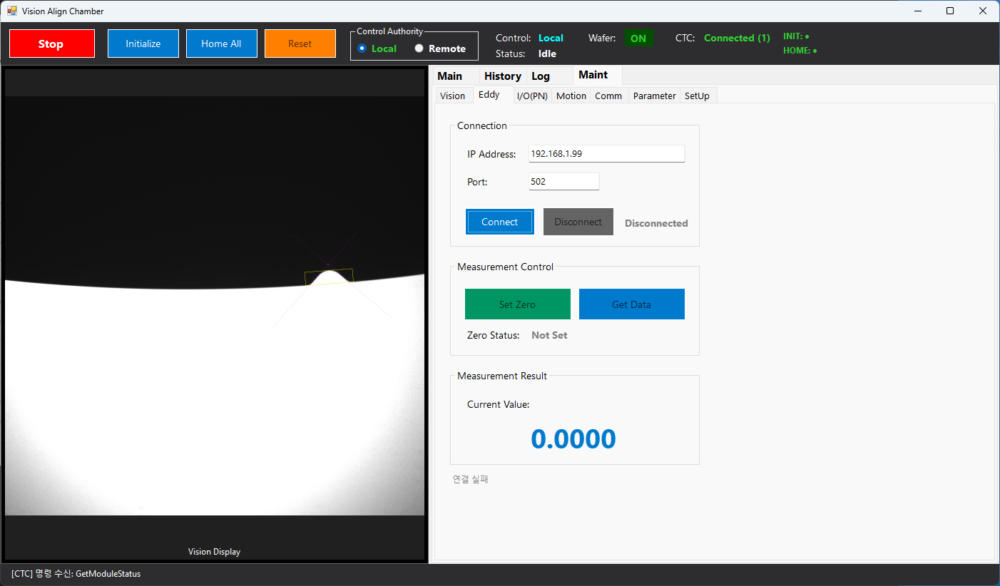 Vision Align Chamber
Stop
Initialize
Home All
Reset
Control Authority
Local
Remote
Control: Local
Status: Idle
Wafer: ON
CTC: Connected (1)
INIT: ●
HOME: ●
Main History Log Maint
Vision Eddy I/O(PN) Motion Comm Parameter SetUp
Connection
IP Address: 192.168.1.99
Port: 502
Connect Disconnect Disconnected
Measurement Control
Set Zero Get Data
Zero Status: Not Set
Measurement Result
Current Value:
0.0000
연결 실패
Vision Display
[CTC] 명령 수신: GetModuleStatus